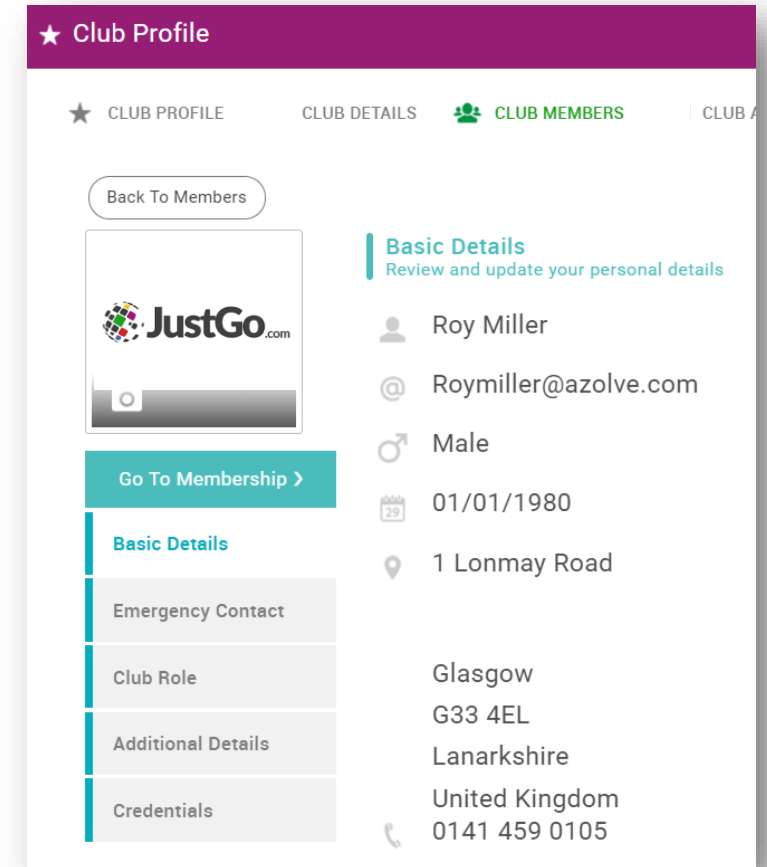 Club Profile
CLUB PROFILE CLUB DETAILS CLUB MEMBERS CLUB
Back To Members
JustGo.com
Go To Membership
Basic Details
Emergency Contact
Club Role
Additional Details
Credentials
Basic Details
Review and update your personal details
Roy Miller
@ Roymiller@azolve.com
Male
29 01/01/1980
1 Lonmay Road
Glasgow
G33 4EL
Lanarkshire
United Kingdom
0141 459 0105